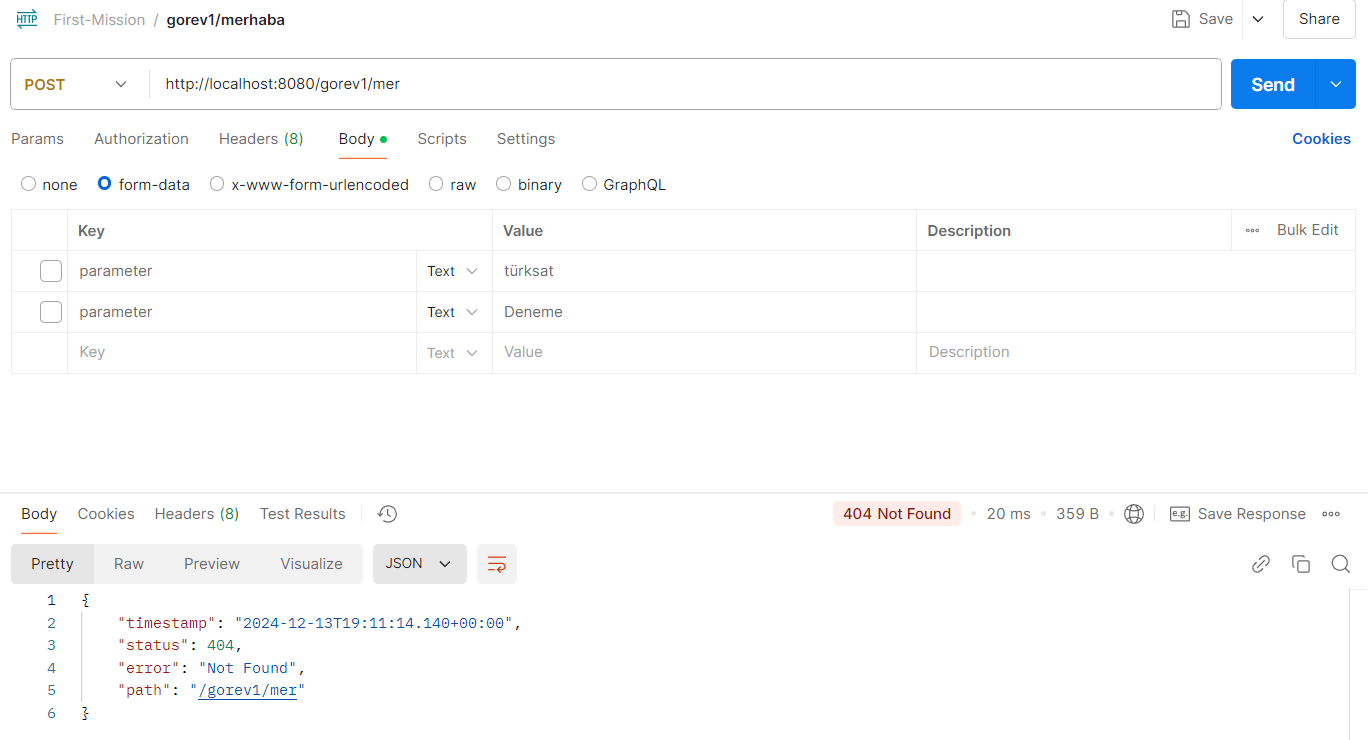 HTTP First-Mission / gorev1/merhaba Save Share
POST http://localhost:8080/gorev1/mer Send
Params Authorization Headers (8) Body Scripts Settings Cookies
none form-data x-www-form-urlencoded raw binary GraphQL
Key Value Description Bulk Edit
parameter Text türksat
parameter Text Deneme
Key Text Value Description
Body Cookies Headers (8) Test Results 404 Not Found 20 ms 359 B e.g. Save Response
Pretty Raw Preview Visualize JSON
1 {
2 "timestamp": "2024-12-13T19:11:14.140+00:00",
3 "status": 404,
4 "error": "Not Found",
5 "path": "/gorev1/mer"
6 }